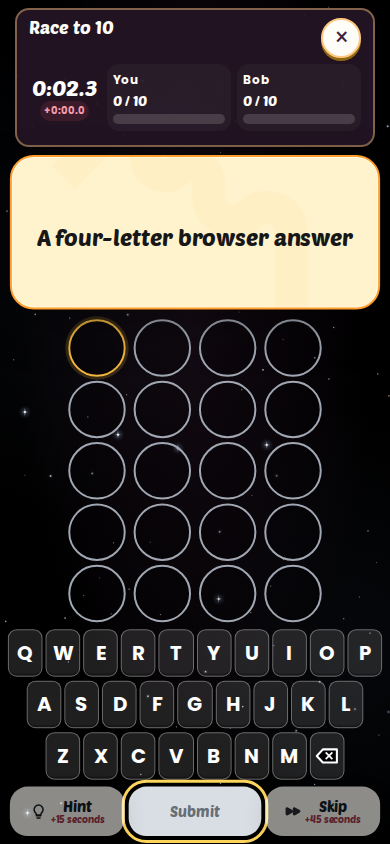 Race to 10
×
0:02.3
+0:00.0
You
0 / 10
Bob
0 / 10
A four-letter browser answer
Q W E R T Y U I O P
A S D F G H J K L
Z X C V B N M
Hint
+15 seconds
Submit
Skip
+45 seconds